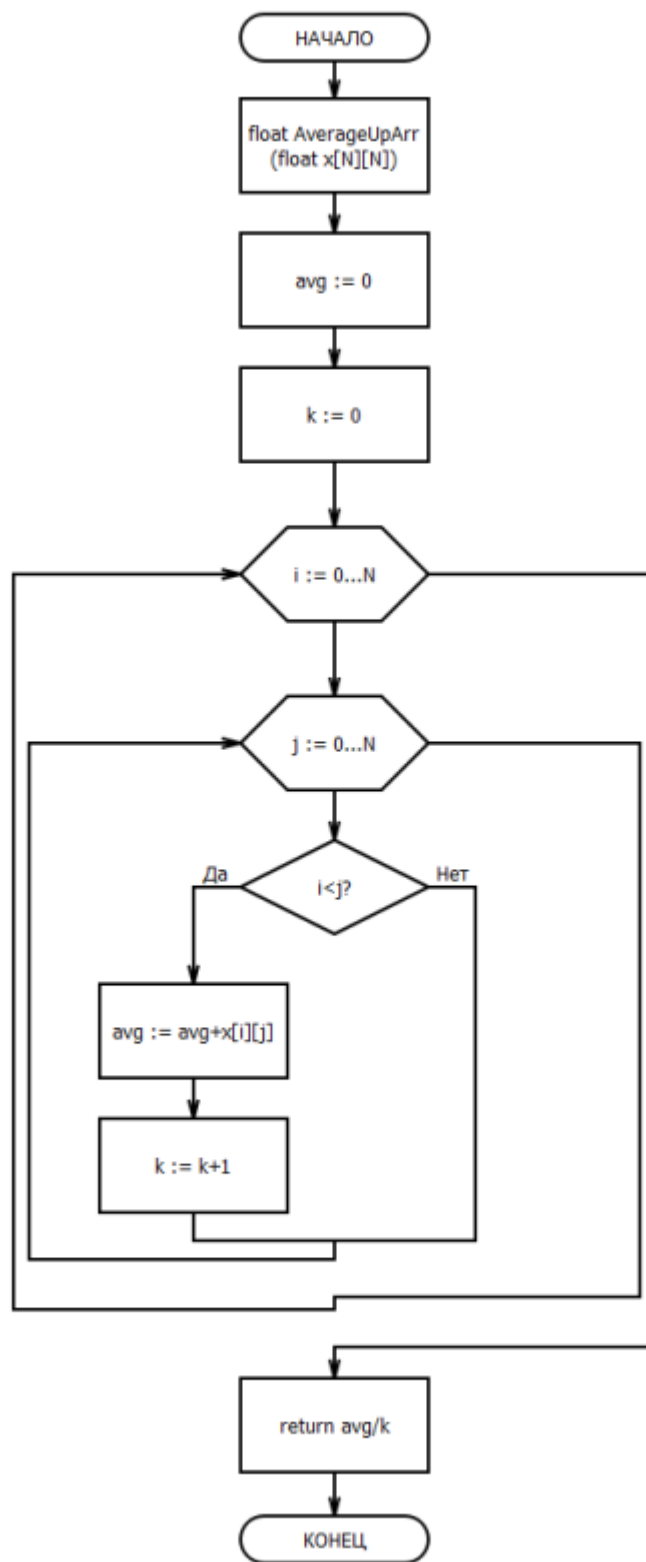 НАЧАЛО
float AverageUpArr
(float x[N][N])
avg := 0
k := 0
i := 0...N
j := 0...N
Да
i<j?
Нет
avg := avg+x[i][j]
k := k+1
return avg/k
КОНЕЦ